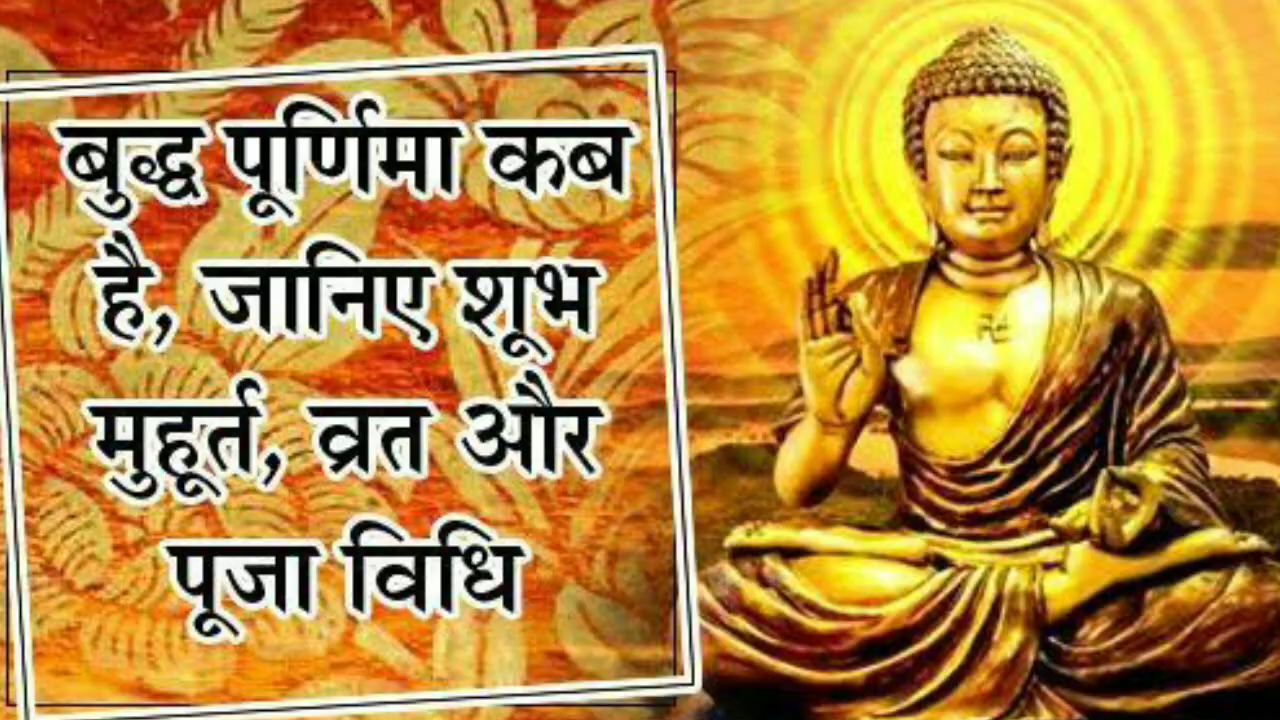 बुद्ध पूर्णिमा कब
है, जानिए शूभ
मुहूर्त, व्रत और
पूजा विधि